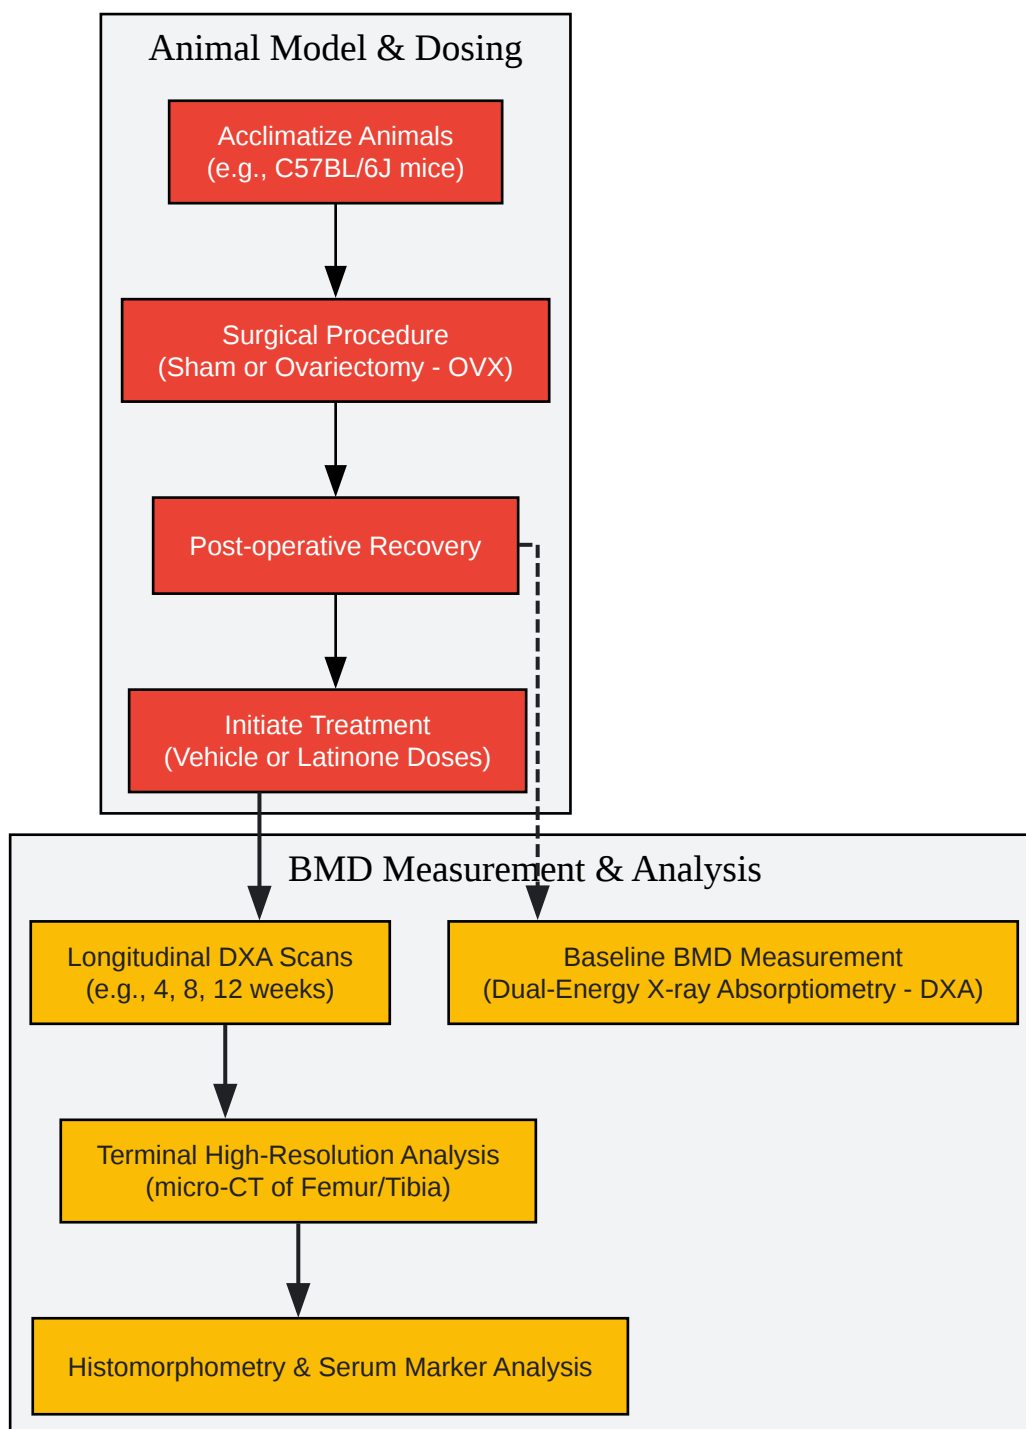 Animal Model & Dosing
Acclimatize Animals
(e.g., C57BL/6J mice)
Surgical Procedure
(Sham or Ovariectomy - OVX)
Post-operative Recovery
Initiate Treatment
(Vehicle or Latinone Doses)
BMD Measurement & Analysis
Longitudinal DXA Scans
(e.g., 4, 8, 12 weeks)
Baseline BMD Measurement
(Dual-Energy X-ray Absorptiometry - DXA)
Terminal High-Resolution Analysis
(micro-CT of Femur/Tibia)
Histomorphometry & Serum Marker Analysis